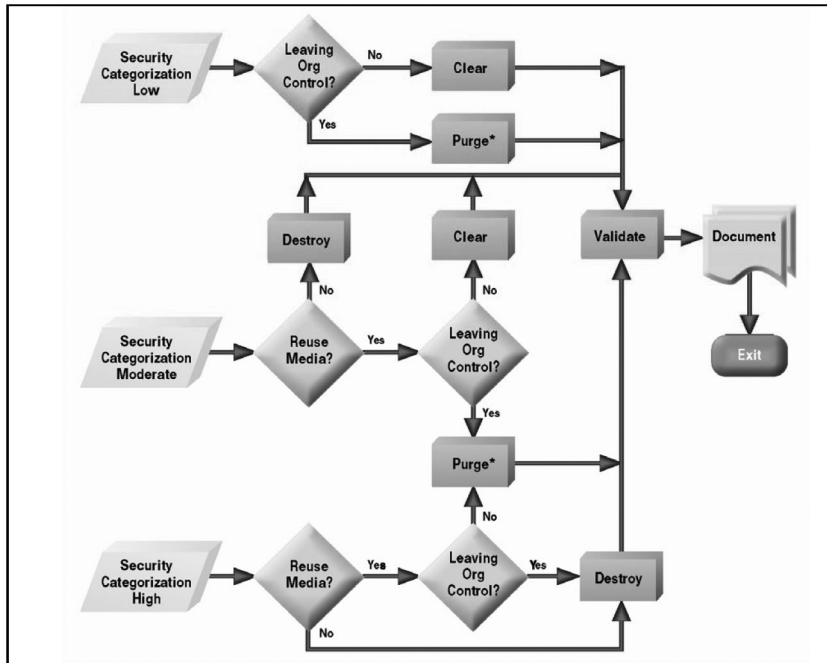 Security
Categorization
Low
Leaving
Org
Control?
No
Clear
Yes
Purge*
Destroy
Clear
Validate
Document
No
No
Security
Categorization
Moderate
Reuse
Media?
Yes
Leaving
Org
Control?
Exit
Yes
Purge*
No
Security
Categorization
High
Reuse
Media?
Yes
Leaving
Org
Control?
Yes
Destroy
No